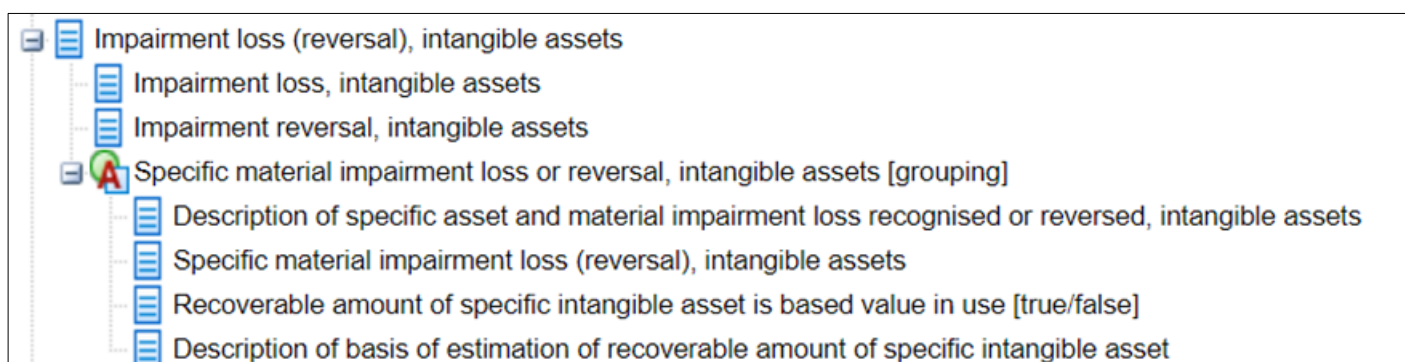 Impairment loss (reversal), intangible assets
Impairment loss, intangible assets
Impairment reversal, intangible assets
A Specific material impairment loss or reversal, intangible assets [grouping]
Description of specific asset and material impairment loss recognised or reversed, intangible assets
Specific material impairment loss (reversal), intangible assets
Recoverable amount of specific intangible asset is based value in use [true/false]
Description of basis of estimation of recoverable amount of specific intangible asset